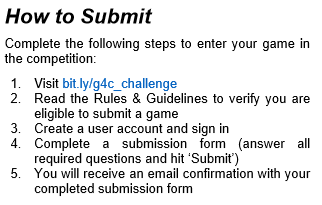 How to Submit
Complete the following steps to enter your game in
the competition:
1. Visit bit.ly/g4c_challenge
2. Read the Rules & Guidelines to verify you are
eligible to submit a game
3. Create a user account and sign in
4. Complete a submission form (answer all
required questions and hit ‘Submit’)
5. You will receive an email confirmation with your
completed submission form